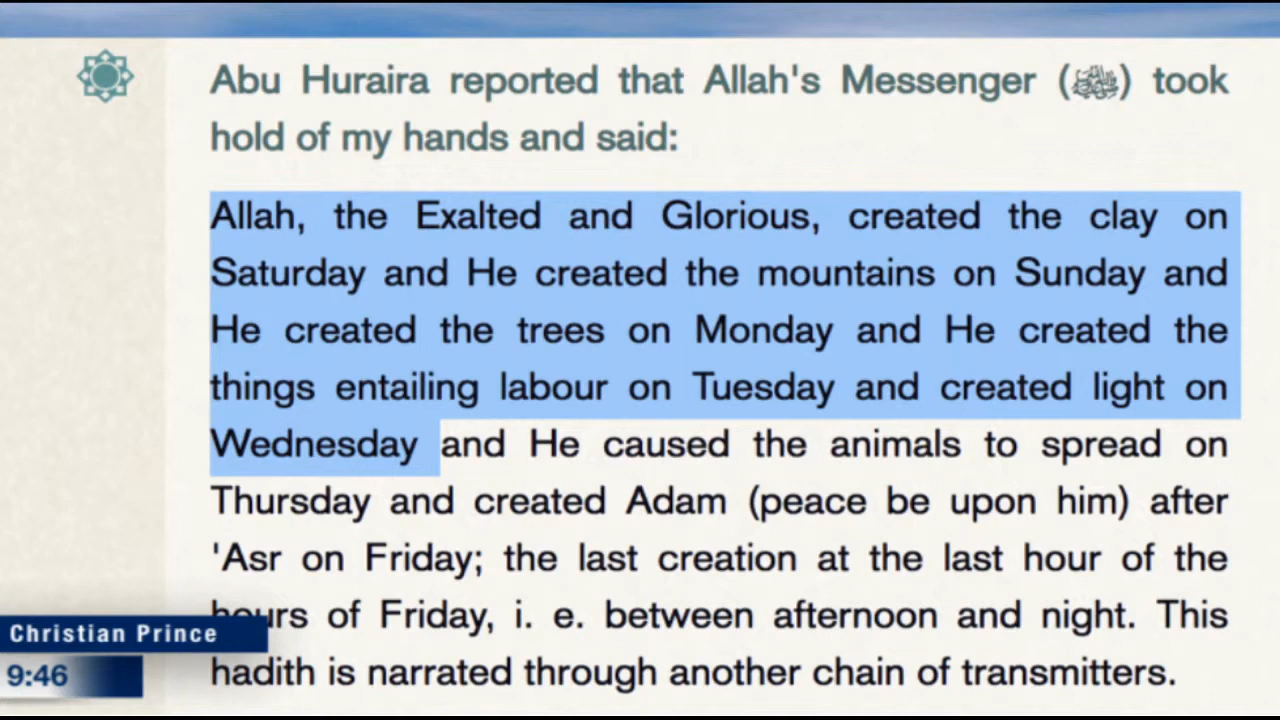 Abu Huraira reported that Allah's Messenger (ﷺ) took
hold of my hands and said:
Allah, the Exalted and Glorious, created the clay on
Saturday and He created the mountains on Sunday and
He created the trees on Monday and He created the
things entailing labour on Tuesday and created light on
Wednesday and He caused the animals to spread on
Thursday and created Adam (peace be upon him) after
'Asr on Friday; the last creation at the last hour of the
hours of Friday, i. e. between afternoon and night. This
hadith is narrated through another chain of transmitters.
Christian Prince
9:46